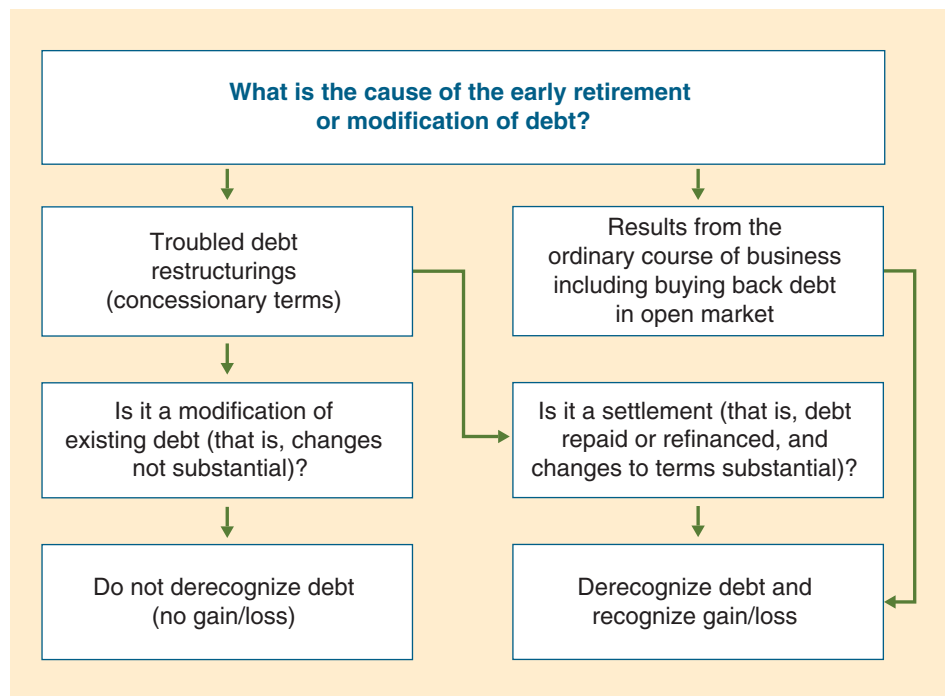 What is the cause of the early retirement
or modification of debt?
Troubled debt
restructurings
(concessionary terms)
Results from the
ordinary course of business
including buying back debt
in open market
Is it a modification of
existing debt (that is, changes
not substantial)?
Is it a settlement (that is, debt
repaid or refinanced, and
changes to terms substantial)?
Do not derecognize debt
(no gain/loss)
Derecognize debt and
recognize gain/loss